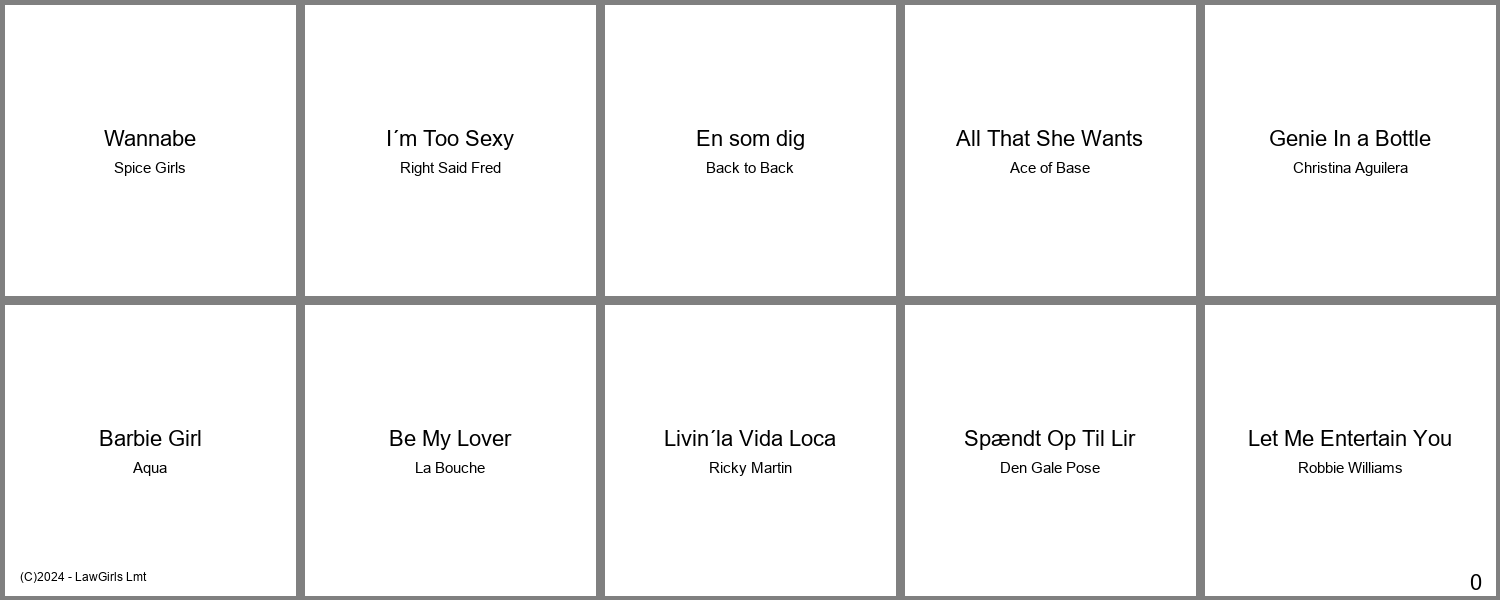 Wannabe
Spice Girls
I´m Too Sexy
Right Said Fred
En som dig
Back to Back
All That She Wants
Ace of Base
Genie In a Bottle
Christina Aguilera
Barbie Girl
Aqua
Be My Lover
La Bouche
Livin´la Vida Loca
Ricky Martin
Spændt Op Til Lir
Den Gale Pose
Let Me Entertain You
Robbie Williams
(C)2024 - LawGirls Lmt
0